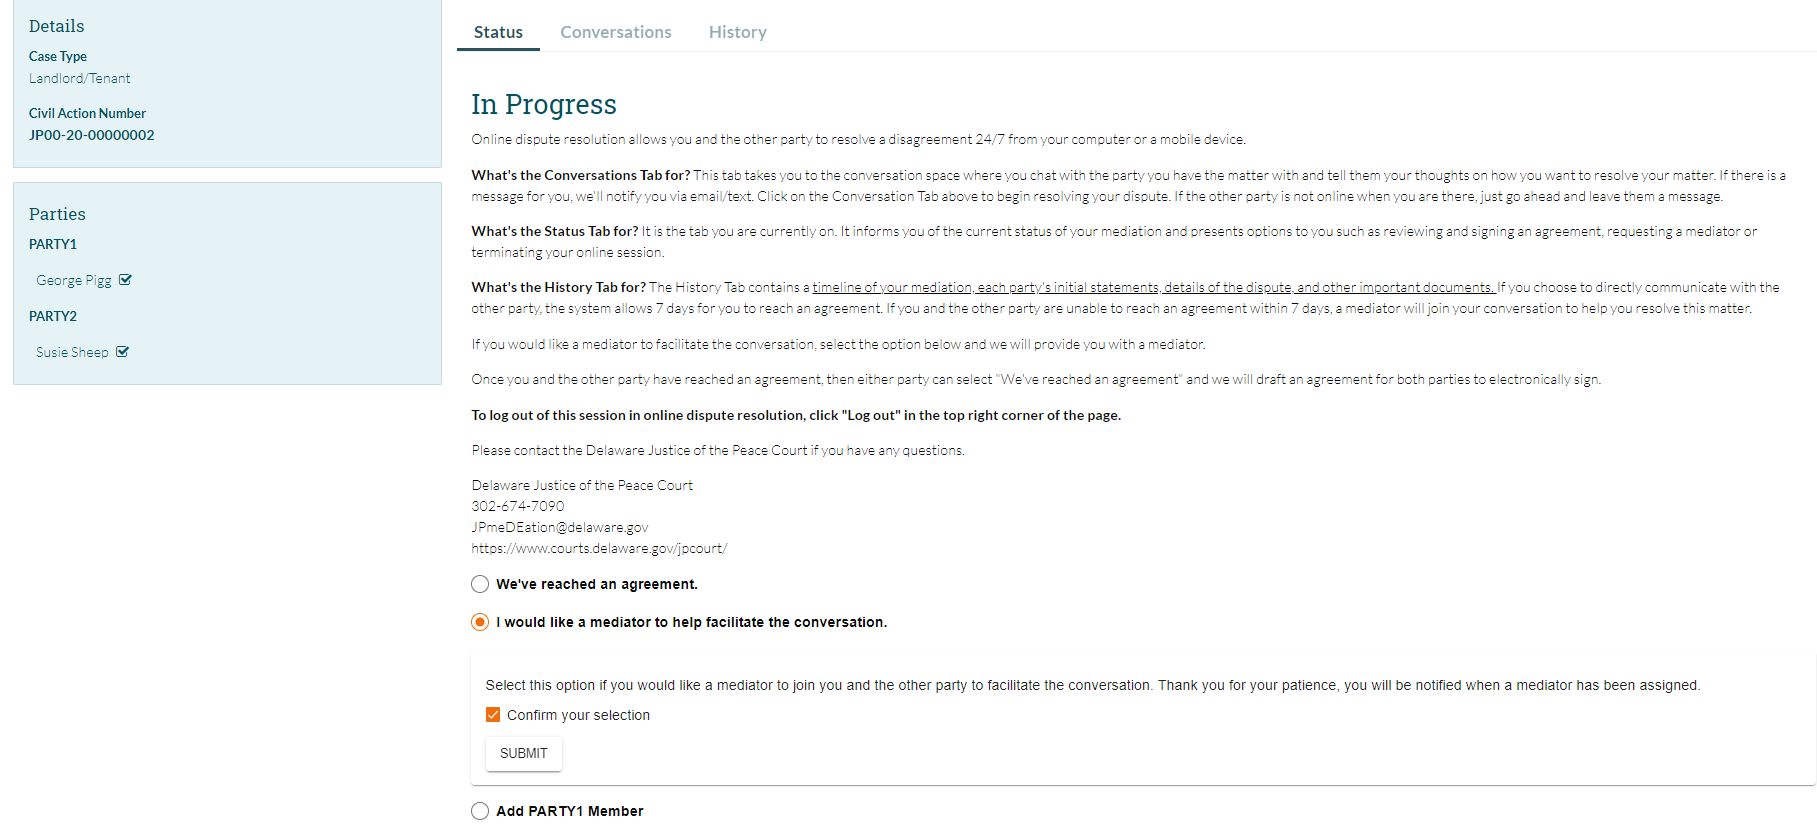 Details
Case Type
Landlord/Tenant
Civil Action Number
JP00-20-00000002
Parties
PARTY1
George Pigg
PARTY2
Susie Sheep
Status Conversations History
In Progress
Online dispute resolution allows you and the other party to resolve a disagreement 24/7 from your computer or a mobile device.
What's the Conversations Tab for? This tab takes you to the conversation space where you chat with the party you have the matter with and tell them your thoughts on how you want to resolve your matter. If there is a
message for you, we'll notify you via email/text. Click on the Conversation Tab above to begin resolving your dispute. If the other party is not online when you are there, just go ahead and leave them a message.
What's the Status Tab for? It is the tab you are currently on. It informs you of the current status of your mediation and presents options to you such as reviewing and signing an agreement, requesting a mediator or
terminating your online session.
What's the History Tab for? The History Tab contains a timeline of your mediation, each party's initial statements, details of the dispute, and other important documents. If you choose to directly communicate with the
other party, the system allows 7 days for you to reach an agreement. If you and the other party are unable to reach an agreement within 7 days, a mediator will join your conversation to help you resolve this matter.
If you would like a mediator to facilitate the conversation, select the option below and we will provide you with a mediator.
Once you and the other party have reached an agreement, then either party can select "We've reached an agreement" and we will draft an agreement for both parties to electronically sign.
To log out of this session in online dispute resolution, click "Log out" in the top right corner of the page.
Please contact the Delaware Justice of the Peace Court if you have any questions.
Delaware Justice of the Peace Court
302-674-7090
JPmeDEation@delaware.gov
https://www.courts.delaware.gov/jpcourt/
We've reached an agreement.
I would like a mediator to help facilitate the conversation.
Select this option if you would like a mediator to join you and the other party to facilitate the conversation. Thank you for your patience, you will be notified when a mediator has been assigned.
Confirm your selection
SUBMIT
Add PARTY1 Member